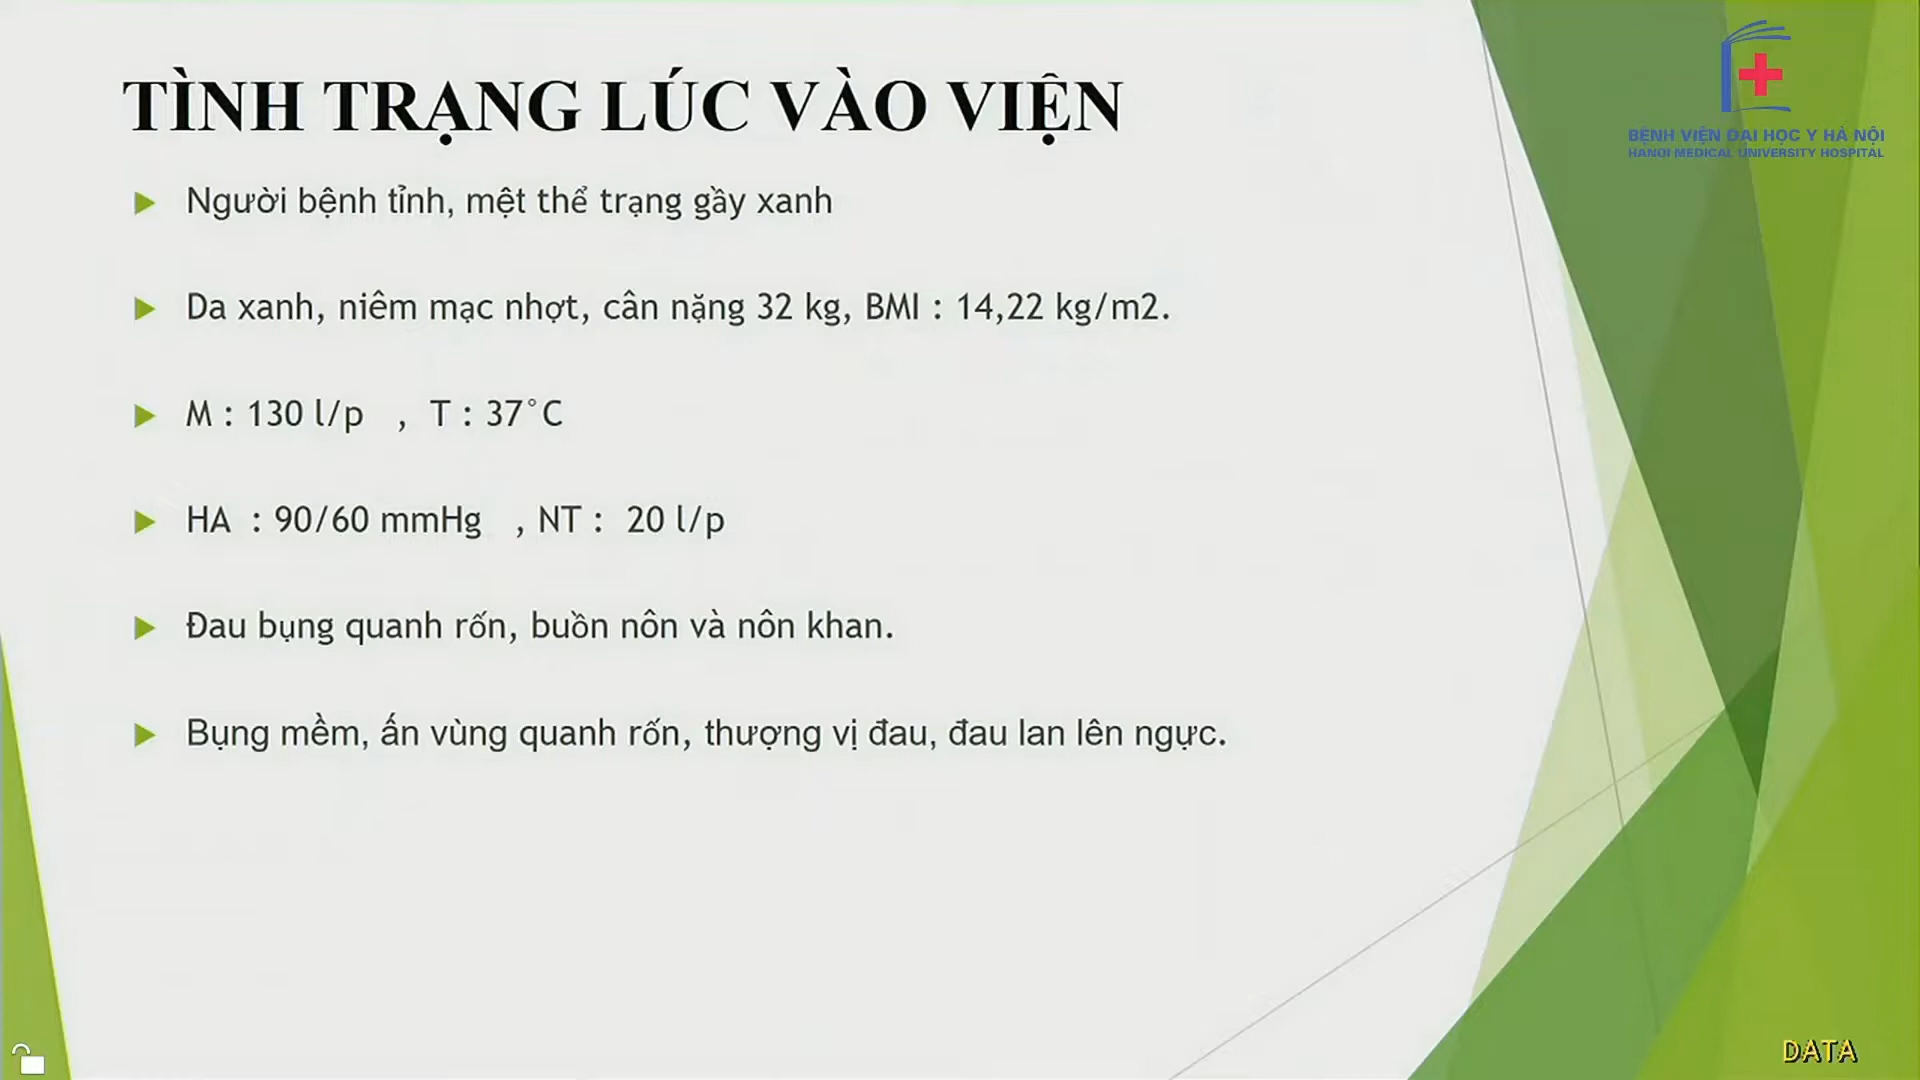 BỆNH VIỆN ĐẠI HỌC Y HÀ NỘI
HANOI MEDICAL UNIVERSITY HOSPITAL
TÌNH TRẠNG LÚC VÀO VIỆN
Người bệnh tỉnh, mệt thể trạng gầy xanh
Da xanh, niêm mạc nhợt, cân nặng 32 kg, BMI : 14,22 kg/m2.
M : 130 l/p , T : 37°C
HA : 90/60 mmHg , NT : 20 l/p
Đau bụng quanh rốn, buồn nôn và nôn khan.
Bụng mềm, ấn vùng quanh rốn, thượng vị đau, đau lan lên ngực.
DATA